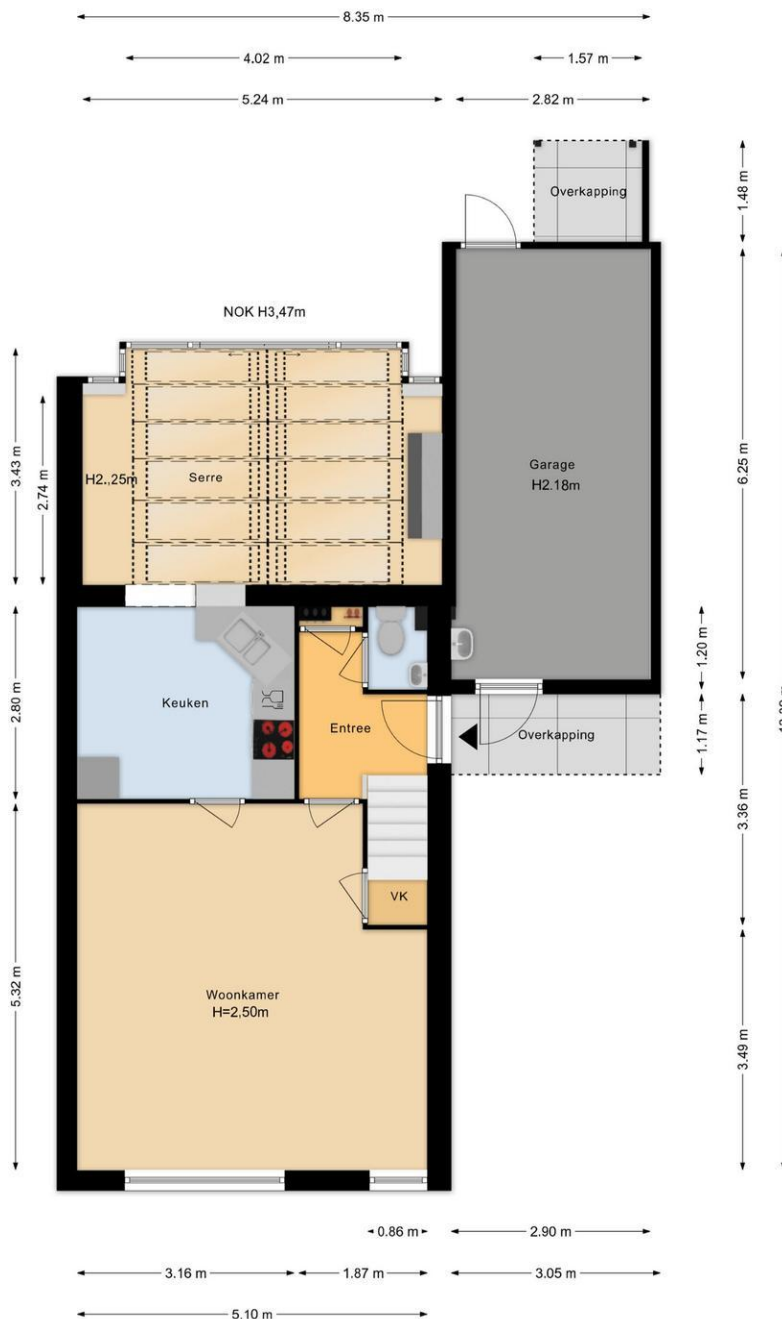 8.35 m
4.02 m
1.57 m
5.24 m
2.82 m
1.48 m
Overkapping
NOK H3,47m
3.43 m
2.74 m
H2.,25m
Serre
Garage
H2.18m
6.25 m
2.80 m
Keuken
Entree
Overkapping
1.20 m
1.17 m
3.36 m
VK
5.32 m
Woonkamer
H=2,50m
3.49 m
0.86 m
2.90 m
3.16 m
1.87 m
3.05 m
5.10 m